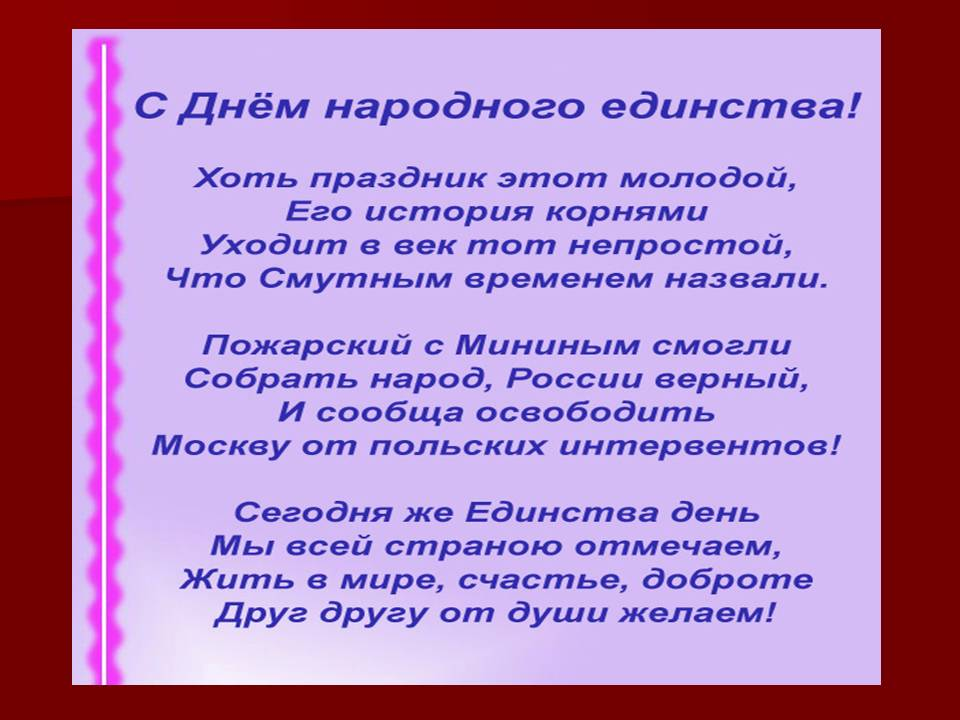 С Днём народного единства!
Хоть праздник этот молодой,
Его история корнями
Уходит в век тот непростой,
Что Смутным временем назвали.
Пожарский с Мининым смогли
Собрать народ, России верный,
И сообща освободить
Москву от польских интервентов!
Сегодня же Единства день
Мы всей страною отмечаем,
Жить в мире, счастье, доброте
Друг другу от души желаем!